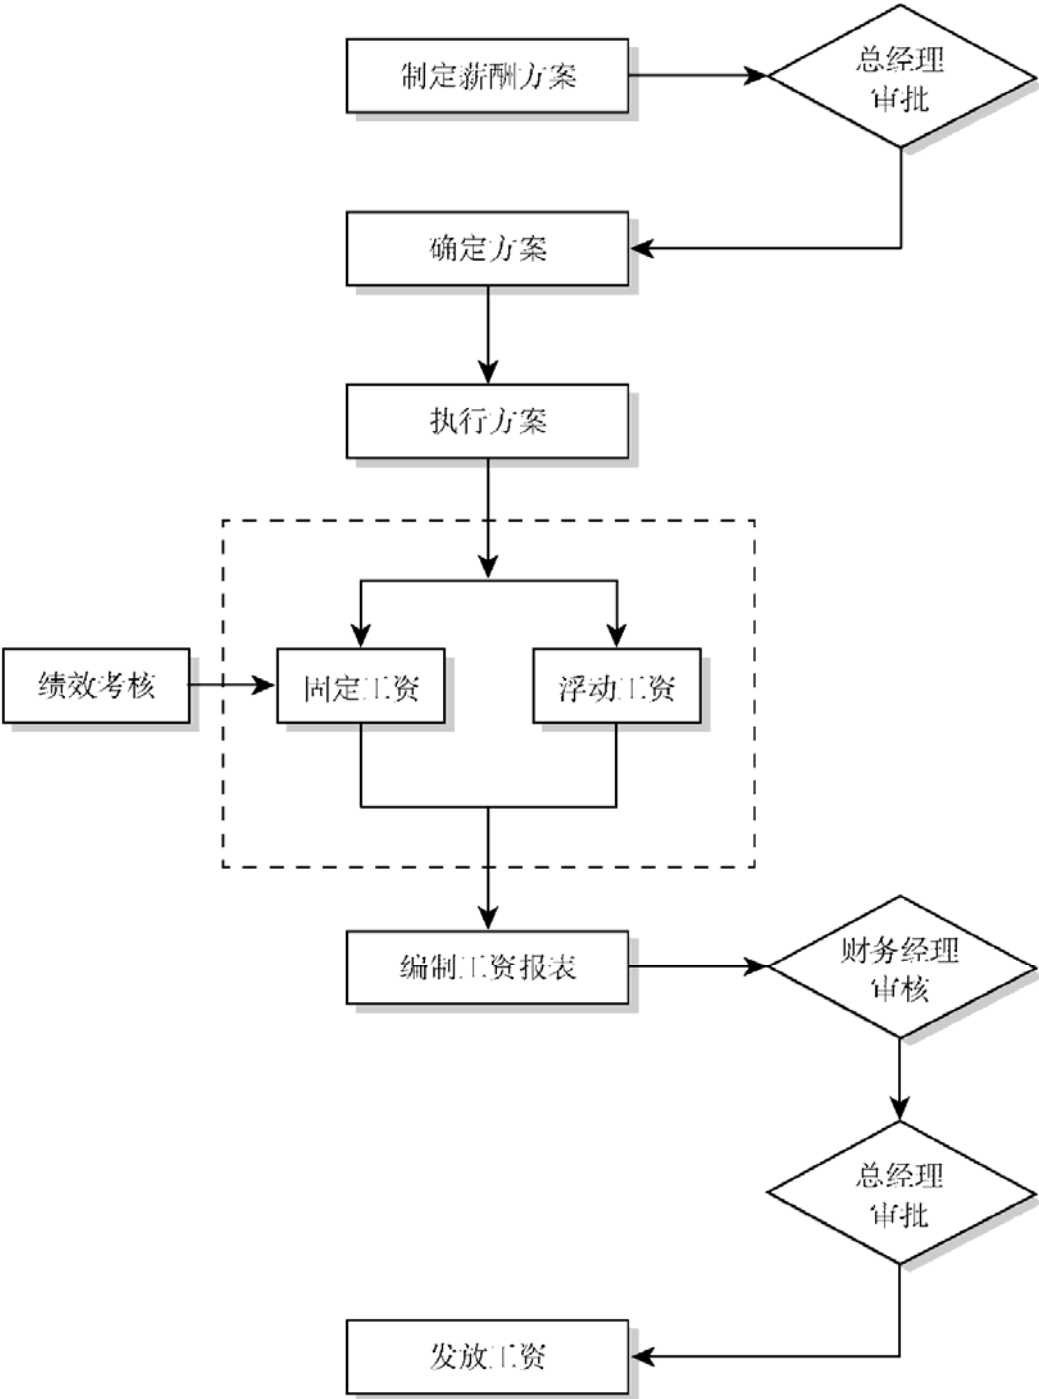 制定薪酬方案
总经理
审批
确定方案
执行方案
绩效考核
固定工资
浮动工资
编制工资报表
财务经理
审核
总经理
审批
发放工资